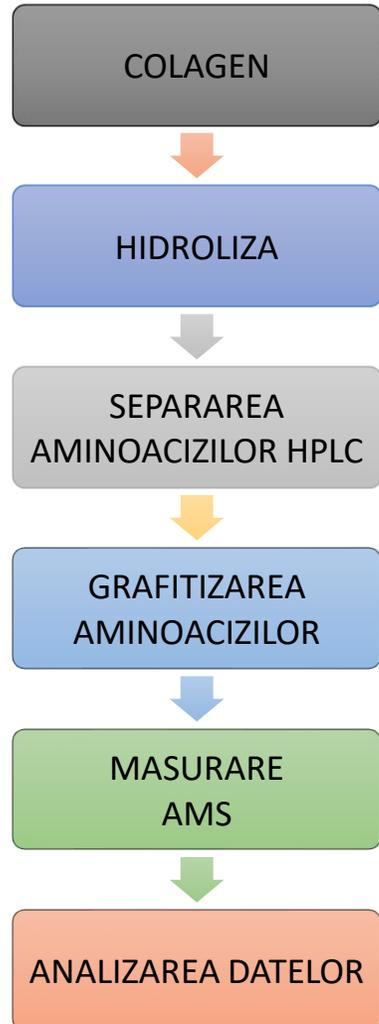 COLAGEN
HIDROLIZA
SEPARAREA
AMINOACIZILOR HPLC
GRAFITIZAREA
AMINOACIZILOR
MASURARE
AMS
ANALIZAREA DATELOR